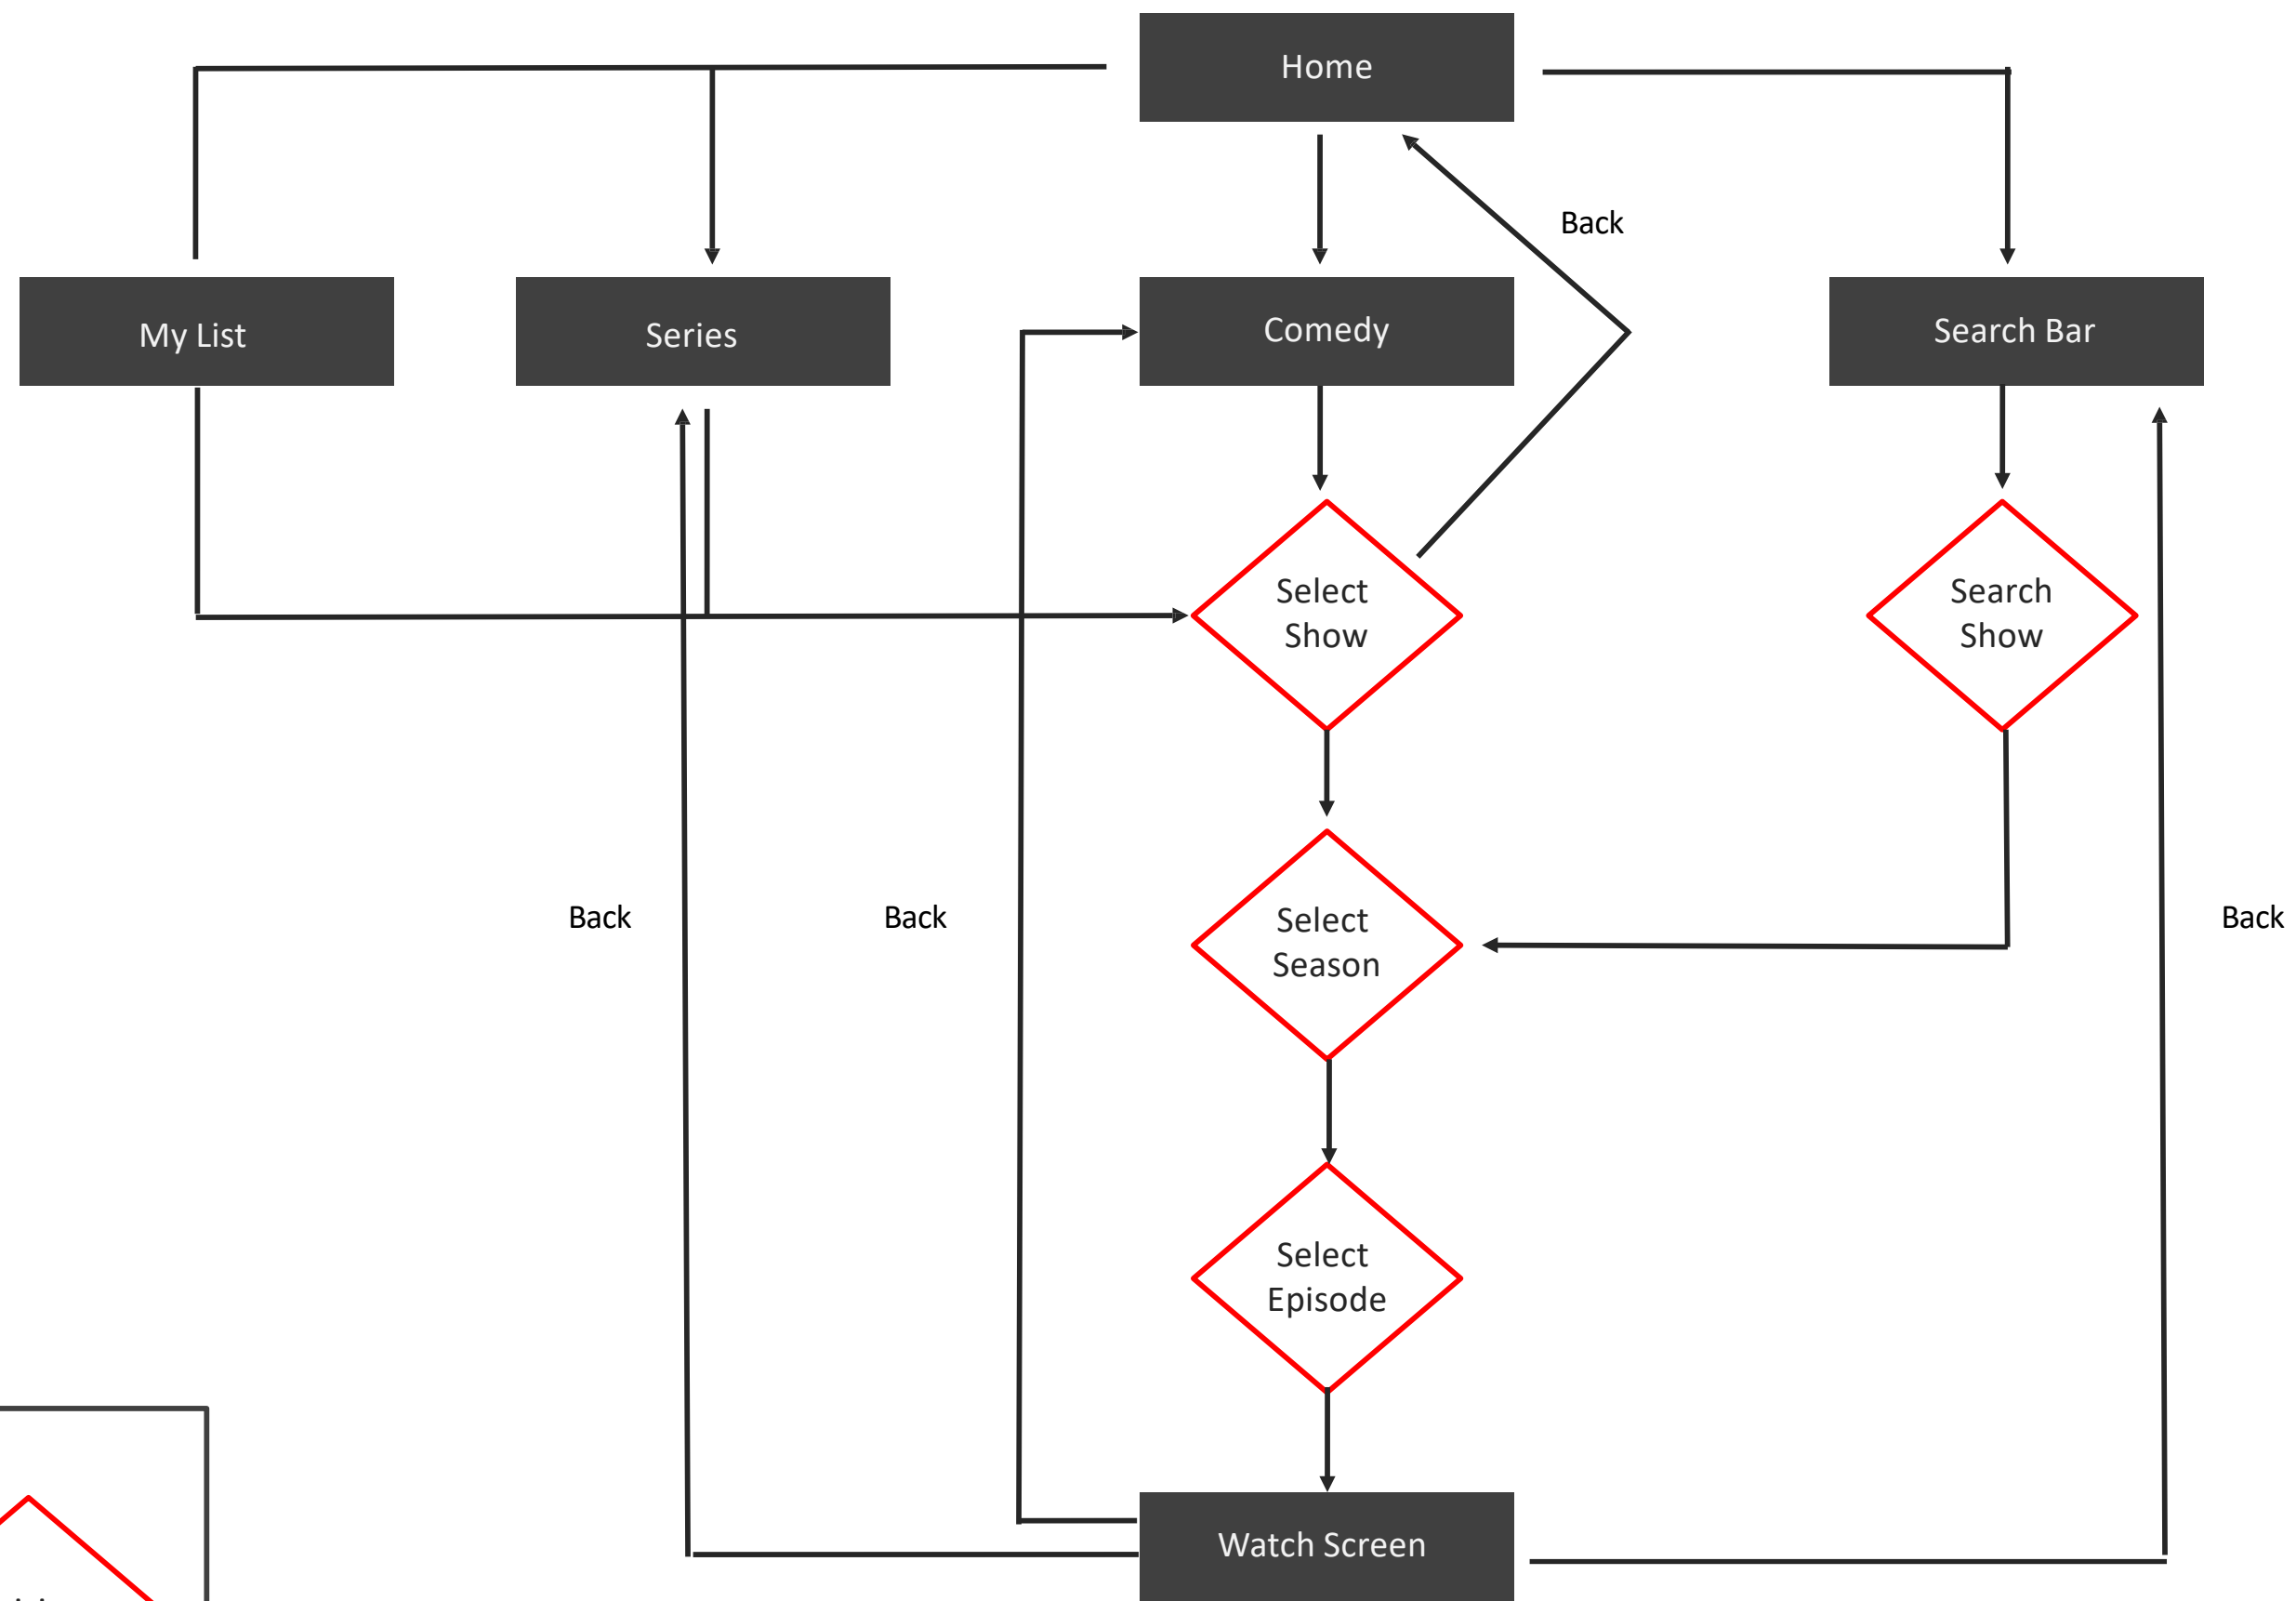 Home
Back
My List
Series
Comedy
Search Bar
Select
Show
Search
Show
Back
Back
Select
Season
Back
Select
Episode
Watch Screen